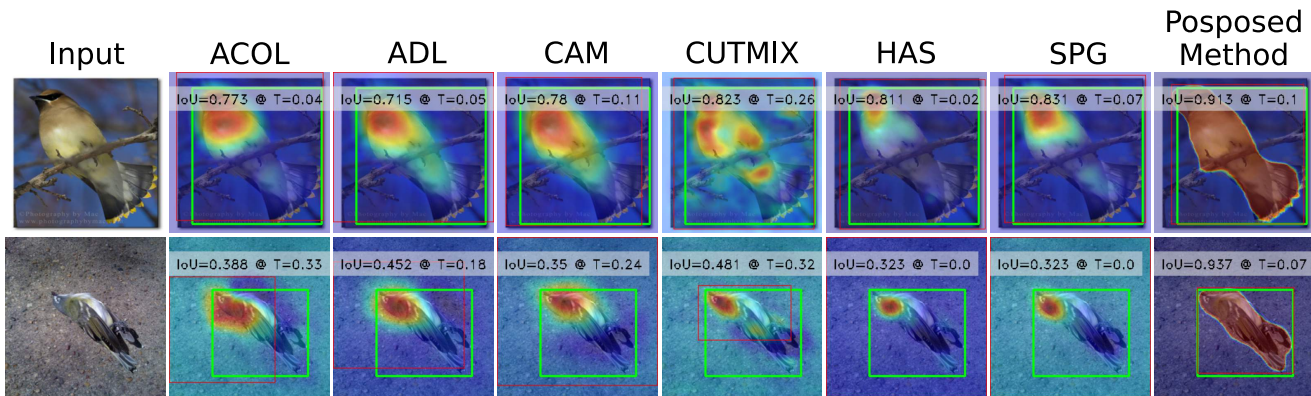 Input ACOL ADL CAM CUTMIX HAS SPG Posposed
Method
IoU=0.773 @ T=0.04 IoU=0.715 @ T=0.05 IoU=0.78 @ T=0.11 IoU=0.823 @ T=0.26 IoU=0.811 @ T=0.02 IoU=0.831 @ T=0.07 IoU=0.913 @ T=0.1
©Photography by Mac
IoU=0.388 @ T=0.33 IoU=0.452 @ T=0.18 IoU=0.35 @ T=0.24 IoU=0.481 @ T=0.32 IoU=0.323 @ T=0.0 IoU=0.323 @ T=0.0 IoU=0.937 @ T=0.07